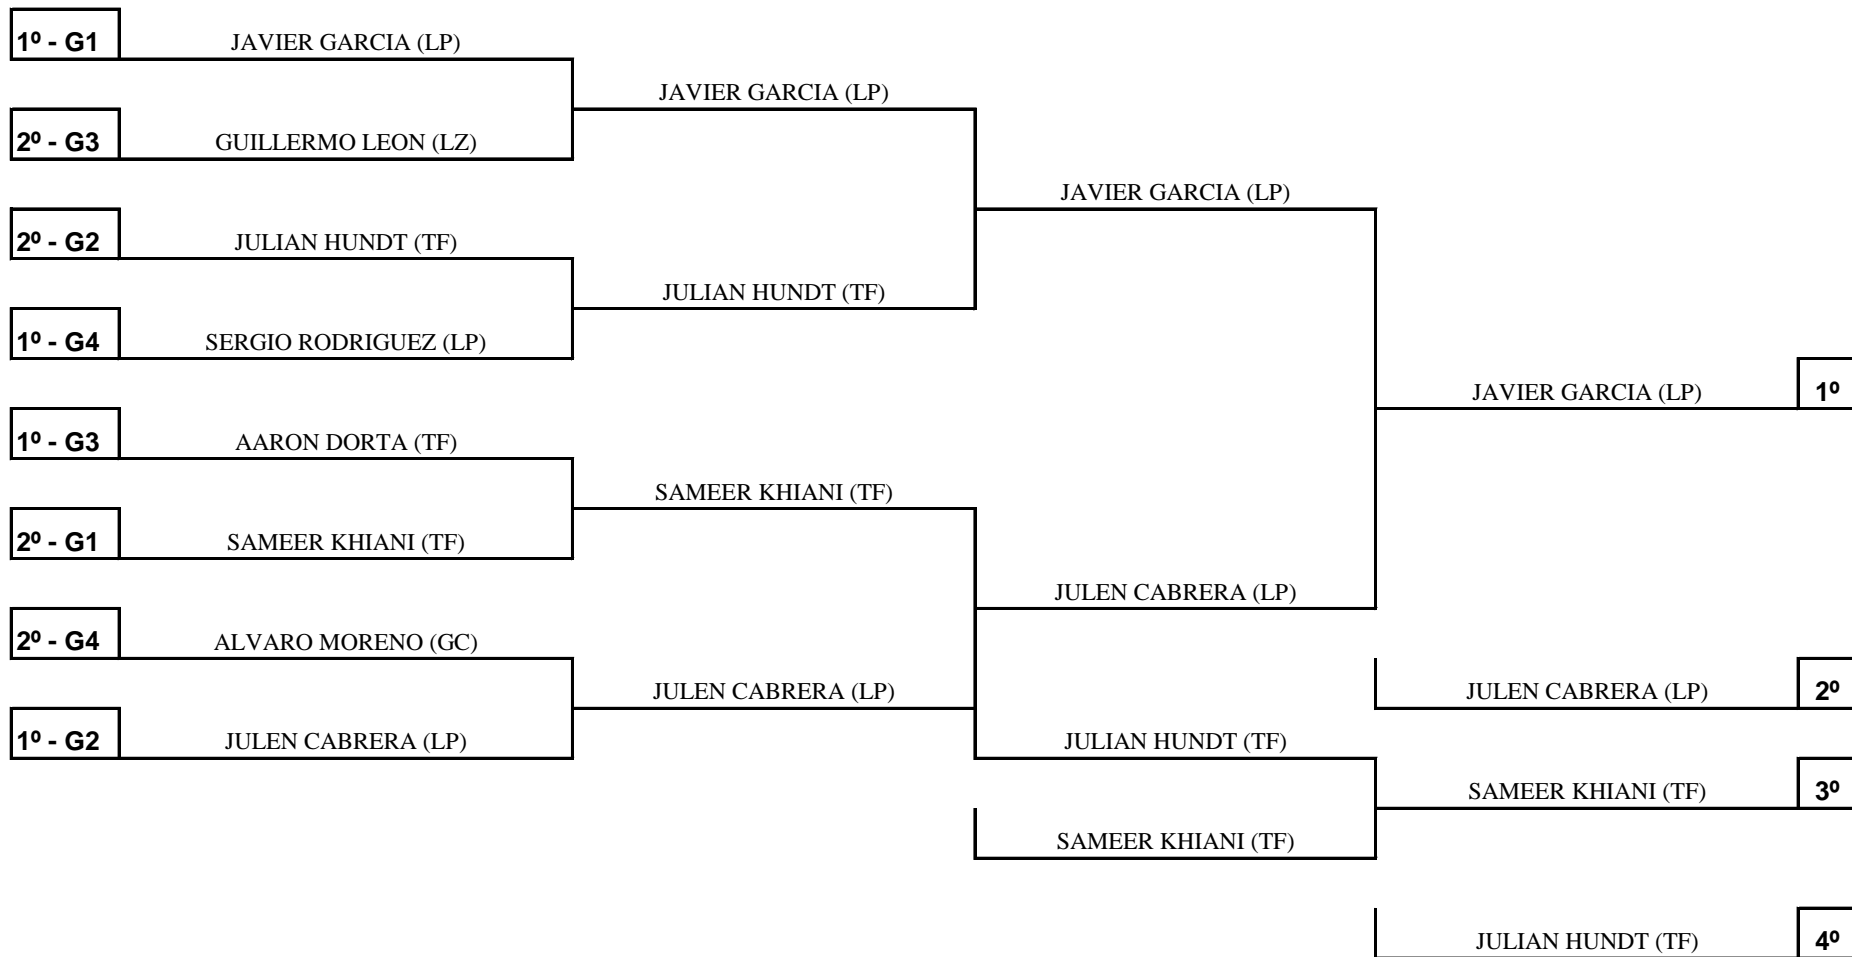 1º - G1 JAVIER GARCIA (LP)
JAVIER GARCIA (LP)
2º - G3 GUILLERMO LEON (LZ)
JAVIER GARCIA (LP)
2º - G2 JULIAN HUNDT (TF)
JULIAN HUNDT (TF)
1º - G4 SERGIO RODRIGUEZ (LP)
JAVIER GARCIA (LP) 1º
1º - G3 AARON DORTA (TF)
SAMEER KHIANI (TF)
2º - G1 SAMEER KHIANI (TF)
JULEN CABRERA (LP)
2º - G4 ALVARO MORENO (GC)
JULEN CABRERA (LP) JULEN CABRERA (LP) 2º
1º - G2 JULEN CABRERA (LP) JULIAN HUNDT (TF)
SAMEER KHIANI (TF) 3º
SAMEER KHIANI (TF)
JULIAN HUNDT (TF) 4º